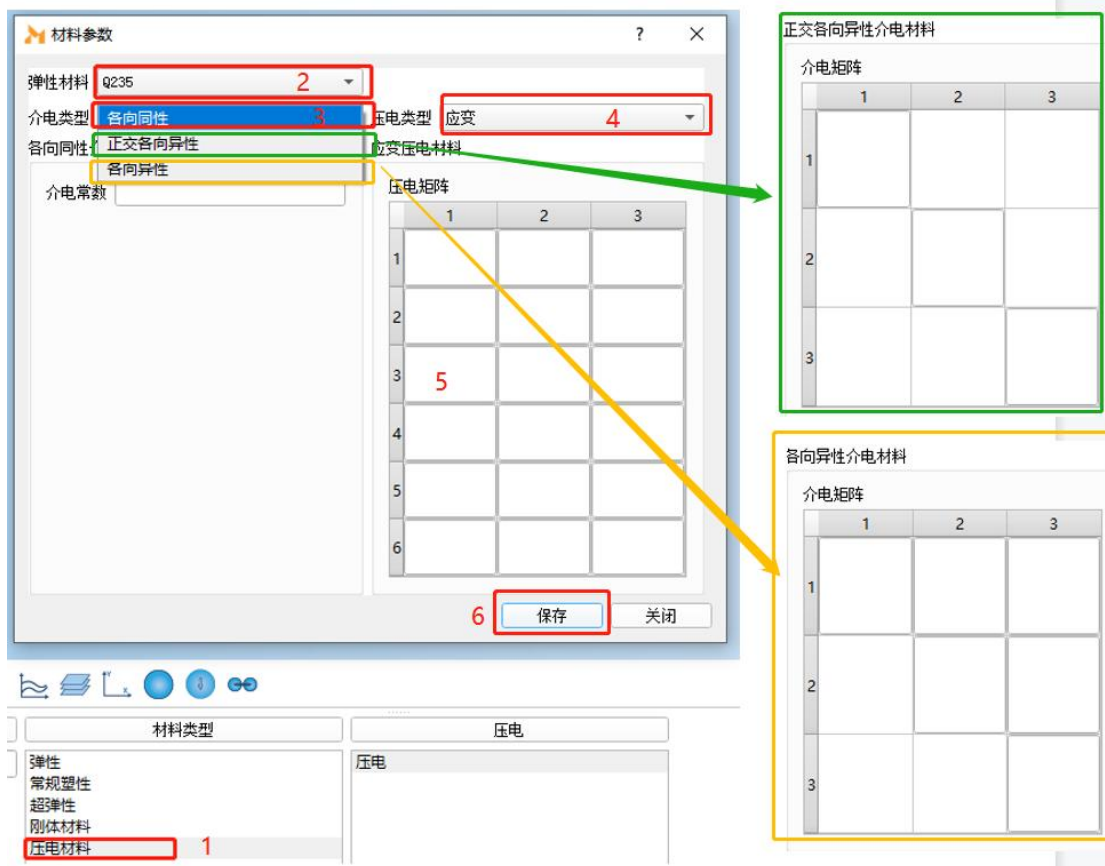 材料参数
?
弹性材料 Q235 2
介电类型 各向同性 3 压电类型 应变 4
各向同性 正交各向异性 应变压电材料
各向异性
介电常数
压电矩阵
1 2 3
1
2
3 5
4
5
6
6 保存 关闭
材料类型 压电
弹性 压电
常规塑性
超弹性
刚体材料
压电材料 1
正交各向异性介电材料
介电矩阵
1 2 3
1
2
3
各向异性介电材料
介电矩阵
1 2 3
1
2
3